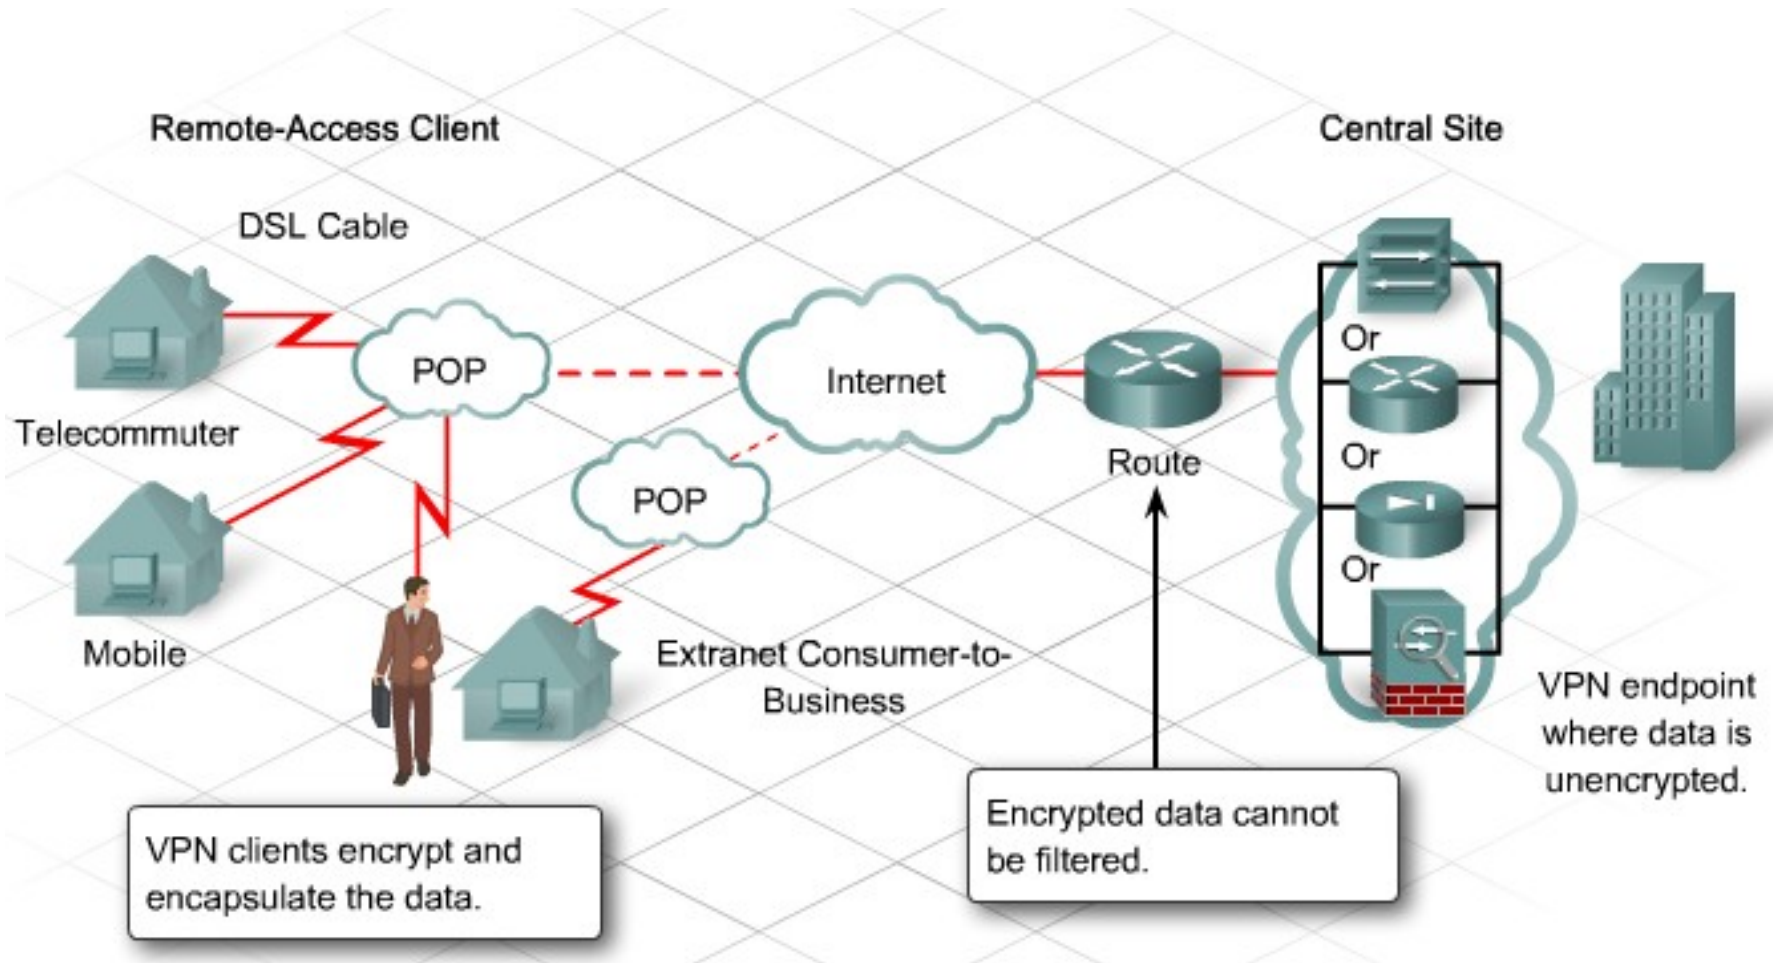 Remote-Access Client
Central Site
DSL Cable
POP
Internet
Or
Telecommuter
Or
Route
POP
Or
Mobile
Extranet Consumer-to-
Business
VPN endpoint
where data is
unencrypted.
VPN clients encrypt and
encapsulate the data.
Encrypted data cannot
be filtered.